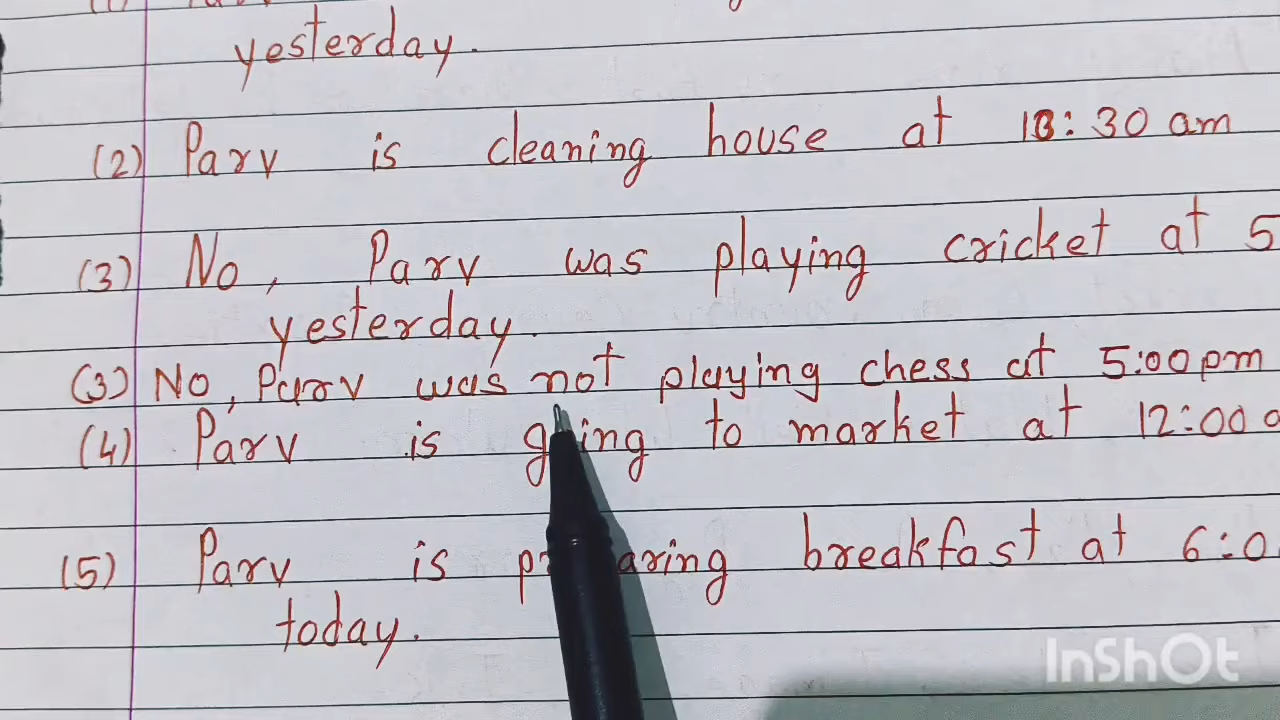 yesterday.
(2) Parv is cleaning house at 10:30 am
(3) No, Parv was playing cricket at 5
yesterday.
(3) No, Parv was not playing chess at 5:00pm
(4) Parv is going to market at 12:00
(5) Parv is breakfast at 6:0
today.
InShOt